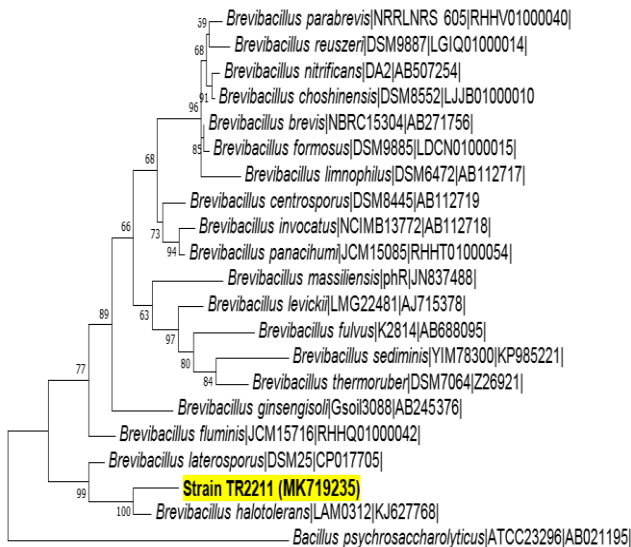 59
Brevibacillus parabrevis|NRRLNRS 605|RHHV01000040|
68
Brevibacillus reuszeri|DSM9887|LGIQ01000014|
Brevibacillus nitrificans|DA2|AB507254|
91
Brevibacillus choshinensis|DSM8552|LJJB01000010
96
Brevibacillus brevis|NBRC15304|AB271756|
85
Brevibacillus formosus|DSM9885|LDCN01000015|
68
Brevibacillus limnophilus|DSM6472|AB112717|
Brevibacillus centrosporus|DSM8445|AB112719
66
73
Brevibacillus invocatus|NCIMB13772|AB112718|
94
Brevibacillus panacihumi|JCM15085|RHHT01000054|
Brevibacillus massiliensis|phR|JN837488|
63
Brevibacillus levickii|LMG22481|AJ715378|
89
97
Brevibacillus fulvus|K2814|AB688095|
80
Brevibacillus sediminis|YIM78300|KP985221|
77
84
Brevibacillus thermoruber|DSM7064|Z26921|
Brevibacillus ginsengisoli|Gsoil3088|AB245376|
Brevibacillus fluminis|JCM15716|RHHQ01000042|
Brevibacillus laterosporus|DSM25|CP017705|
99
Strain TR2211 (MK719235)
100
Brevibacillus halotolerans|LAM0312|KJ627768|
Bacillus psychrosaccharolyticus|ATCC23296|AB021195|